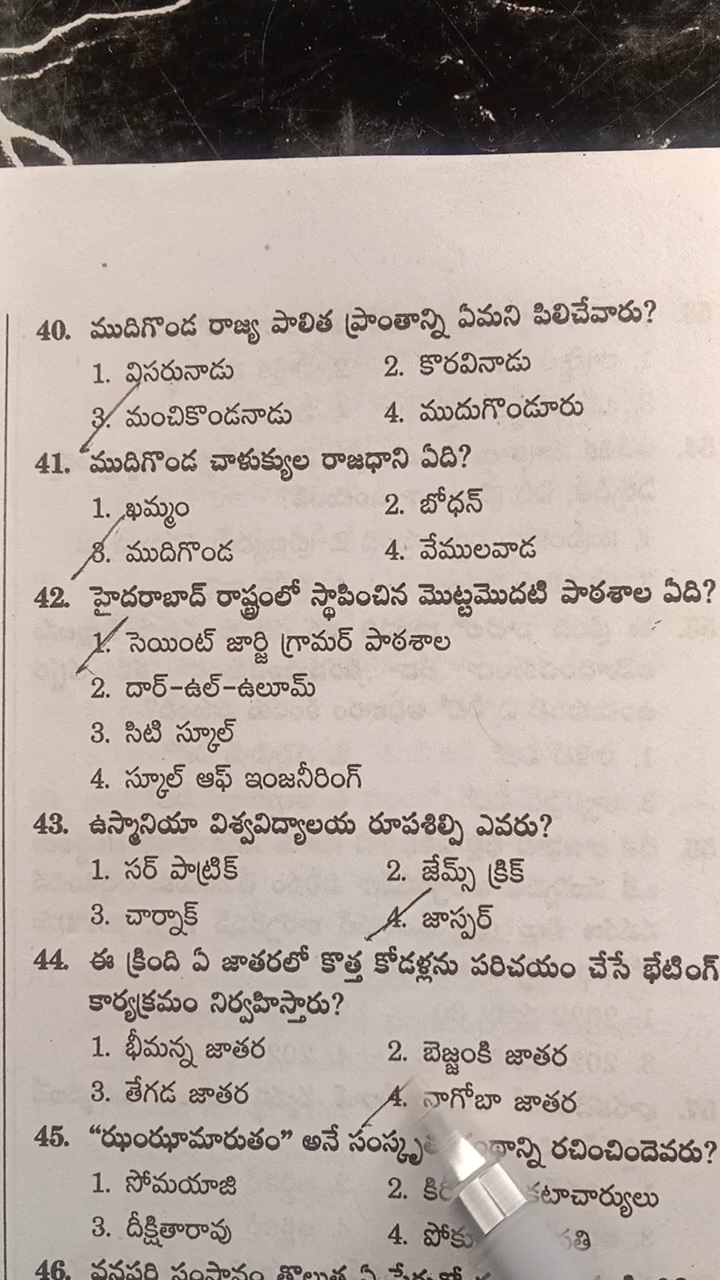 40. ముదిగొండ రాజ్య పాలిత ప్రాంతాన్ని ఏమని పిలిచేవారు?
1. విసరునాడు 2. కొరవినాడు
3. మంచికొండనాడు 4. ముదుగొండూరు
41. ముదిగొండ చాళుక్యుల రాజధాని ఏది?
1. ఖమ్మం 2. బోధన్
3. ముదిగొండ 4. వేములవాడ
42. హైదరాబాద్ రాష్ట్రంలో స్థాపించిన మొట్టమొదటి పాఠశాల ఏది?
1. సెయింట్ జార్జి గ్రామర్ పాఠశాల
2. దార్-ఉల్-ఉలూమ్
3. సిటి స్కూల్
4. స్కూల్ ఆఫ్ ఇంజనీరింగ్
43. ఉస్మానియా విశ్వవిద్యాలయ రూపశిల్పి ఎవరు?
1. సర్ పాట్రిక్ 2. జేమ్స్ క్రిక్
3. చార్నాక్ 4. జాస్పర్
44. ఈ క్రింది ఏ జాతరలో కొత్త కోడళ్లను పరిచయం చేసే భేటింగ్
కార్యక్రమం నిర్వహిస్తారు?
1. భీమన్న జాతర 2. బెజ్జంకి జాతర
3. తేగడ జాతర 4. నాగోబా జాతర
45. “ఝంఝామారుతం” అనే రచించిందెవరు?
1. సోమయాజి 2.
3. దీక్షితారావు 4.
46. వనపర్తి సంస్థానం తొలుత ఏ